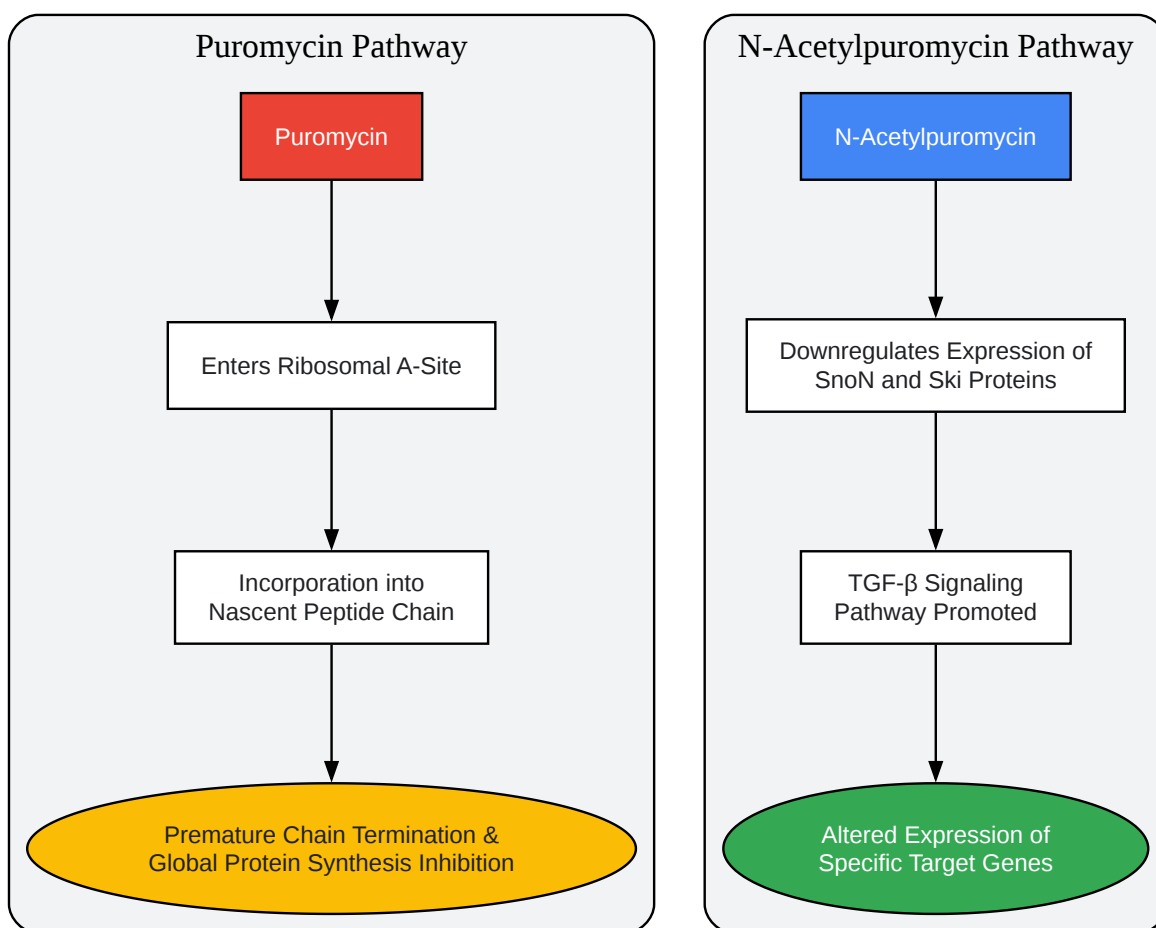 Puromycin Pathway
Puromycin
Enters Ribosomal A-Site
Incorporation into
Nascent Peptide Chain
Premature Chain Termination &
Global Protein Synthesis Inhibition
N-Acetylpuromycin Pathway
N-Acetylpuromycin
Downregulates Expression of
SnoN and Ski Proteins
TGF-β Signaling
Pathway Promoted
Altered Expression of
Specific Target Genes